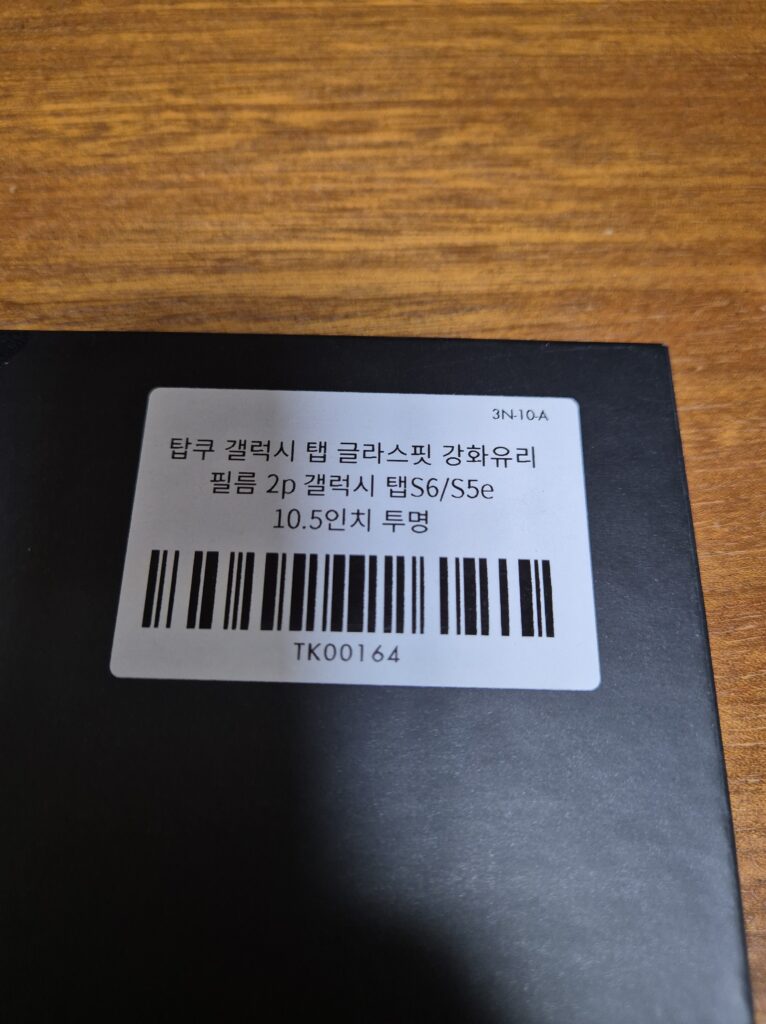 3N-10-A
탑쿠 갤럭시 탭 글라스핏 강화유리
필름 2p 갤럭시 탭S6/S5e
10.5인치 투명
TK00164